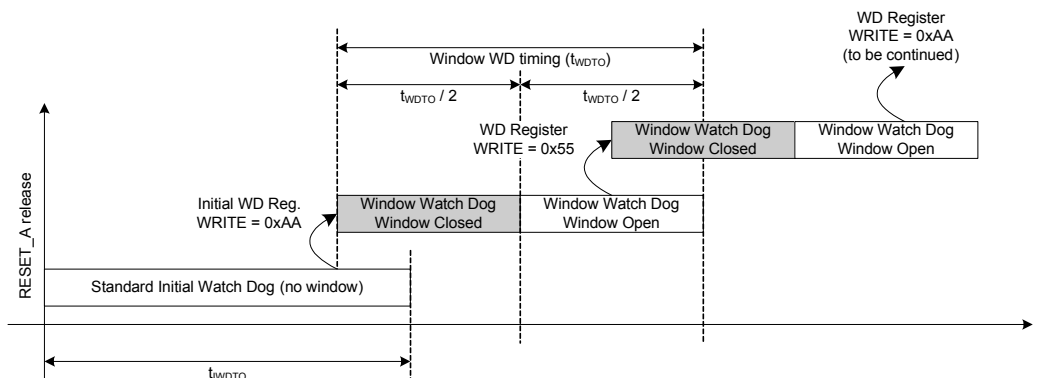 WD Register
WRITE = 0xAA
(to be continued)
Window WD timing (tWDTO)
tWDTO / 2
tWDTO / 2
WD Register
WRITE = 0x55
Window Watch Dog
Window Closed
Window Watch Dog
Window Open
Initial WD Reg.
WRITE = 0xAA
Window Watch Dog
Window Closed
Window Watch Dog
Window Open
RESET_A release
Standard Initial Watch Dog (no window)
tIWDTO